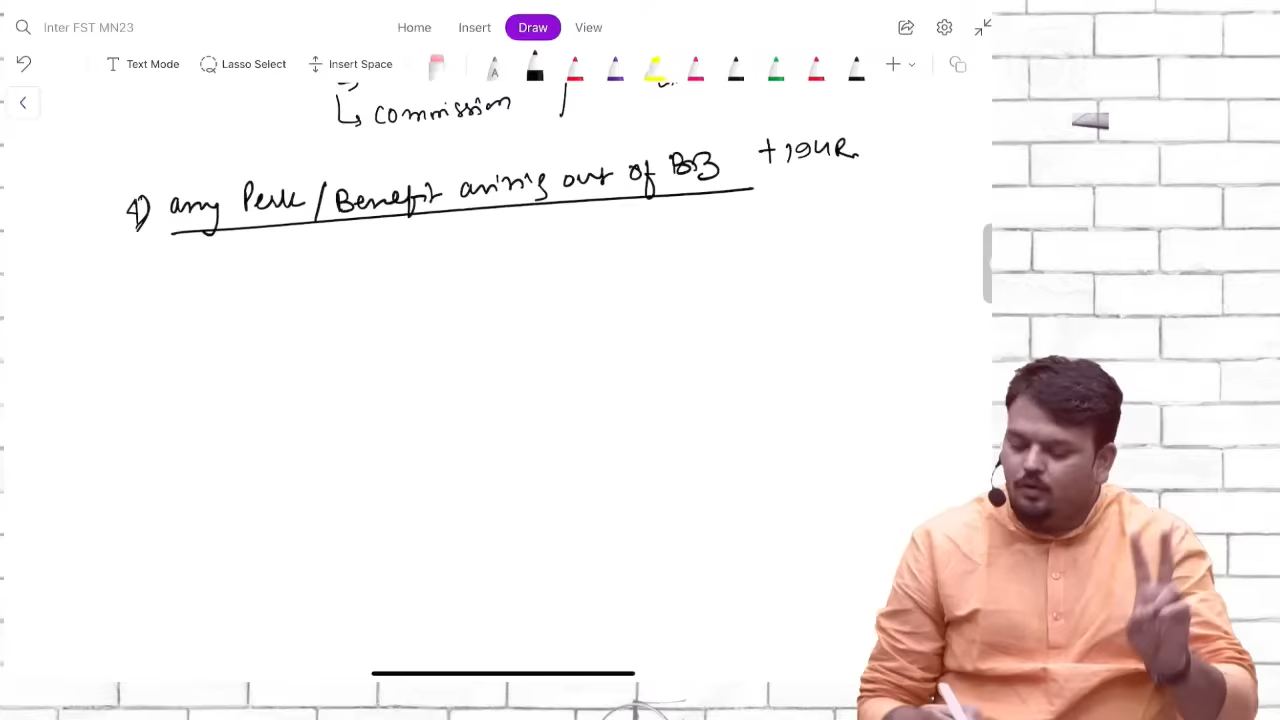 Inter FST MN23
Home Insert Draw View
Text Mode Lasso Select Insert Space
A
↳ commission
4) any Perk / Benefit arising out of B&P + 194R